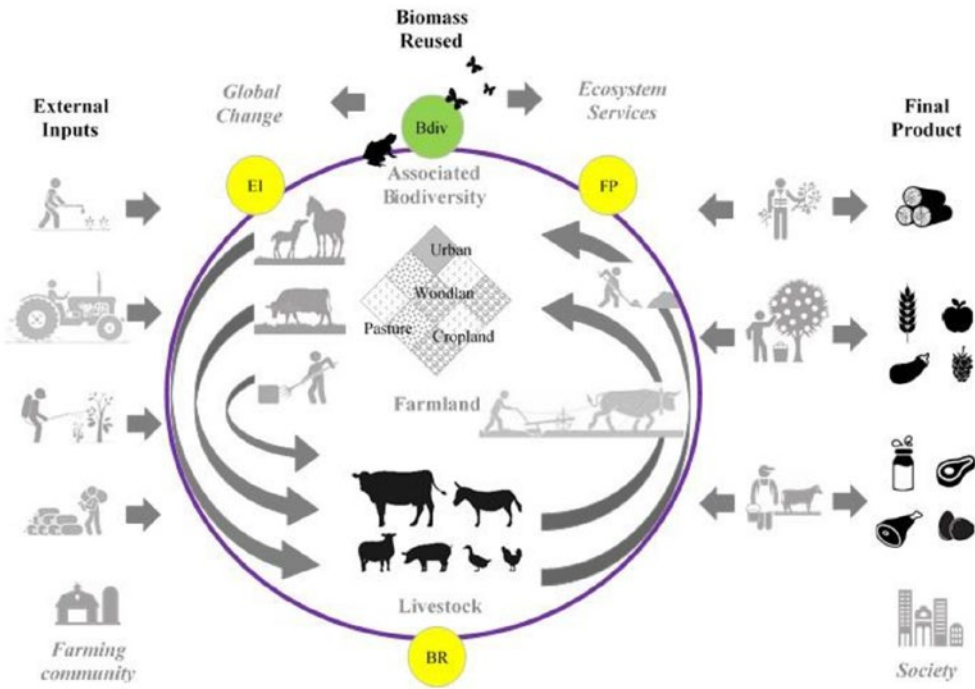 Biomass
Reused
Global
Change
Ecosystem
Services
External
Inputs
Final
Product
Bdiv
EI
Associated
Biodiversity
FP
Urban
Woodlan
Pasture
Cropland
Farmland
Livestock
Farming
community
BR
Society